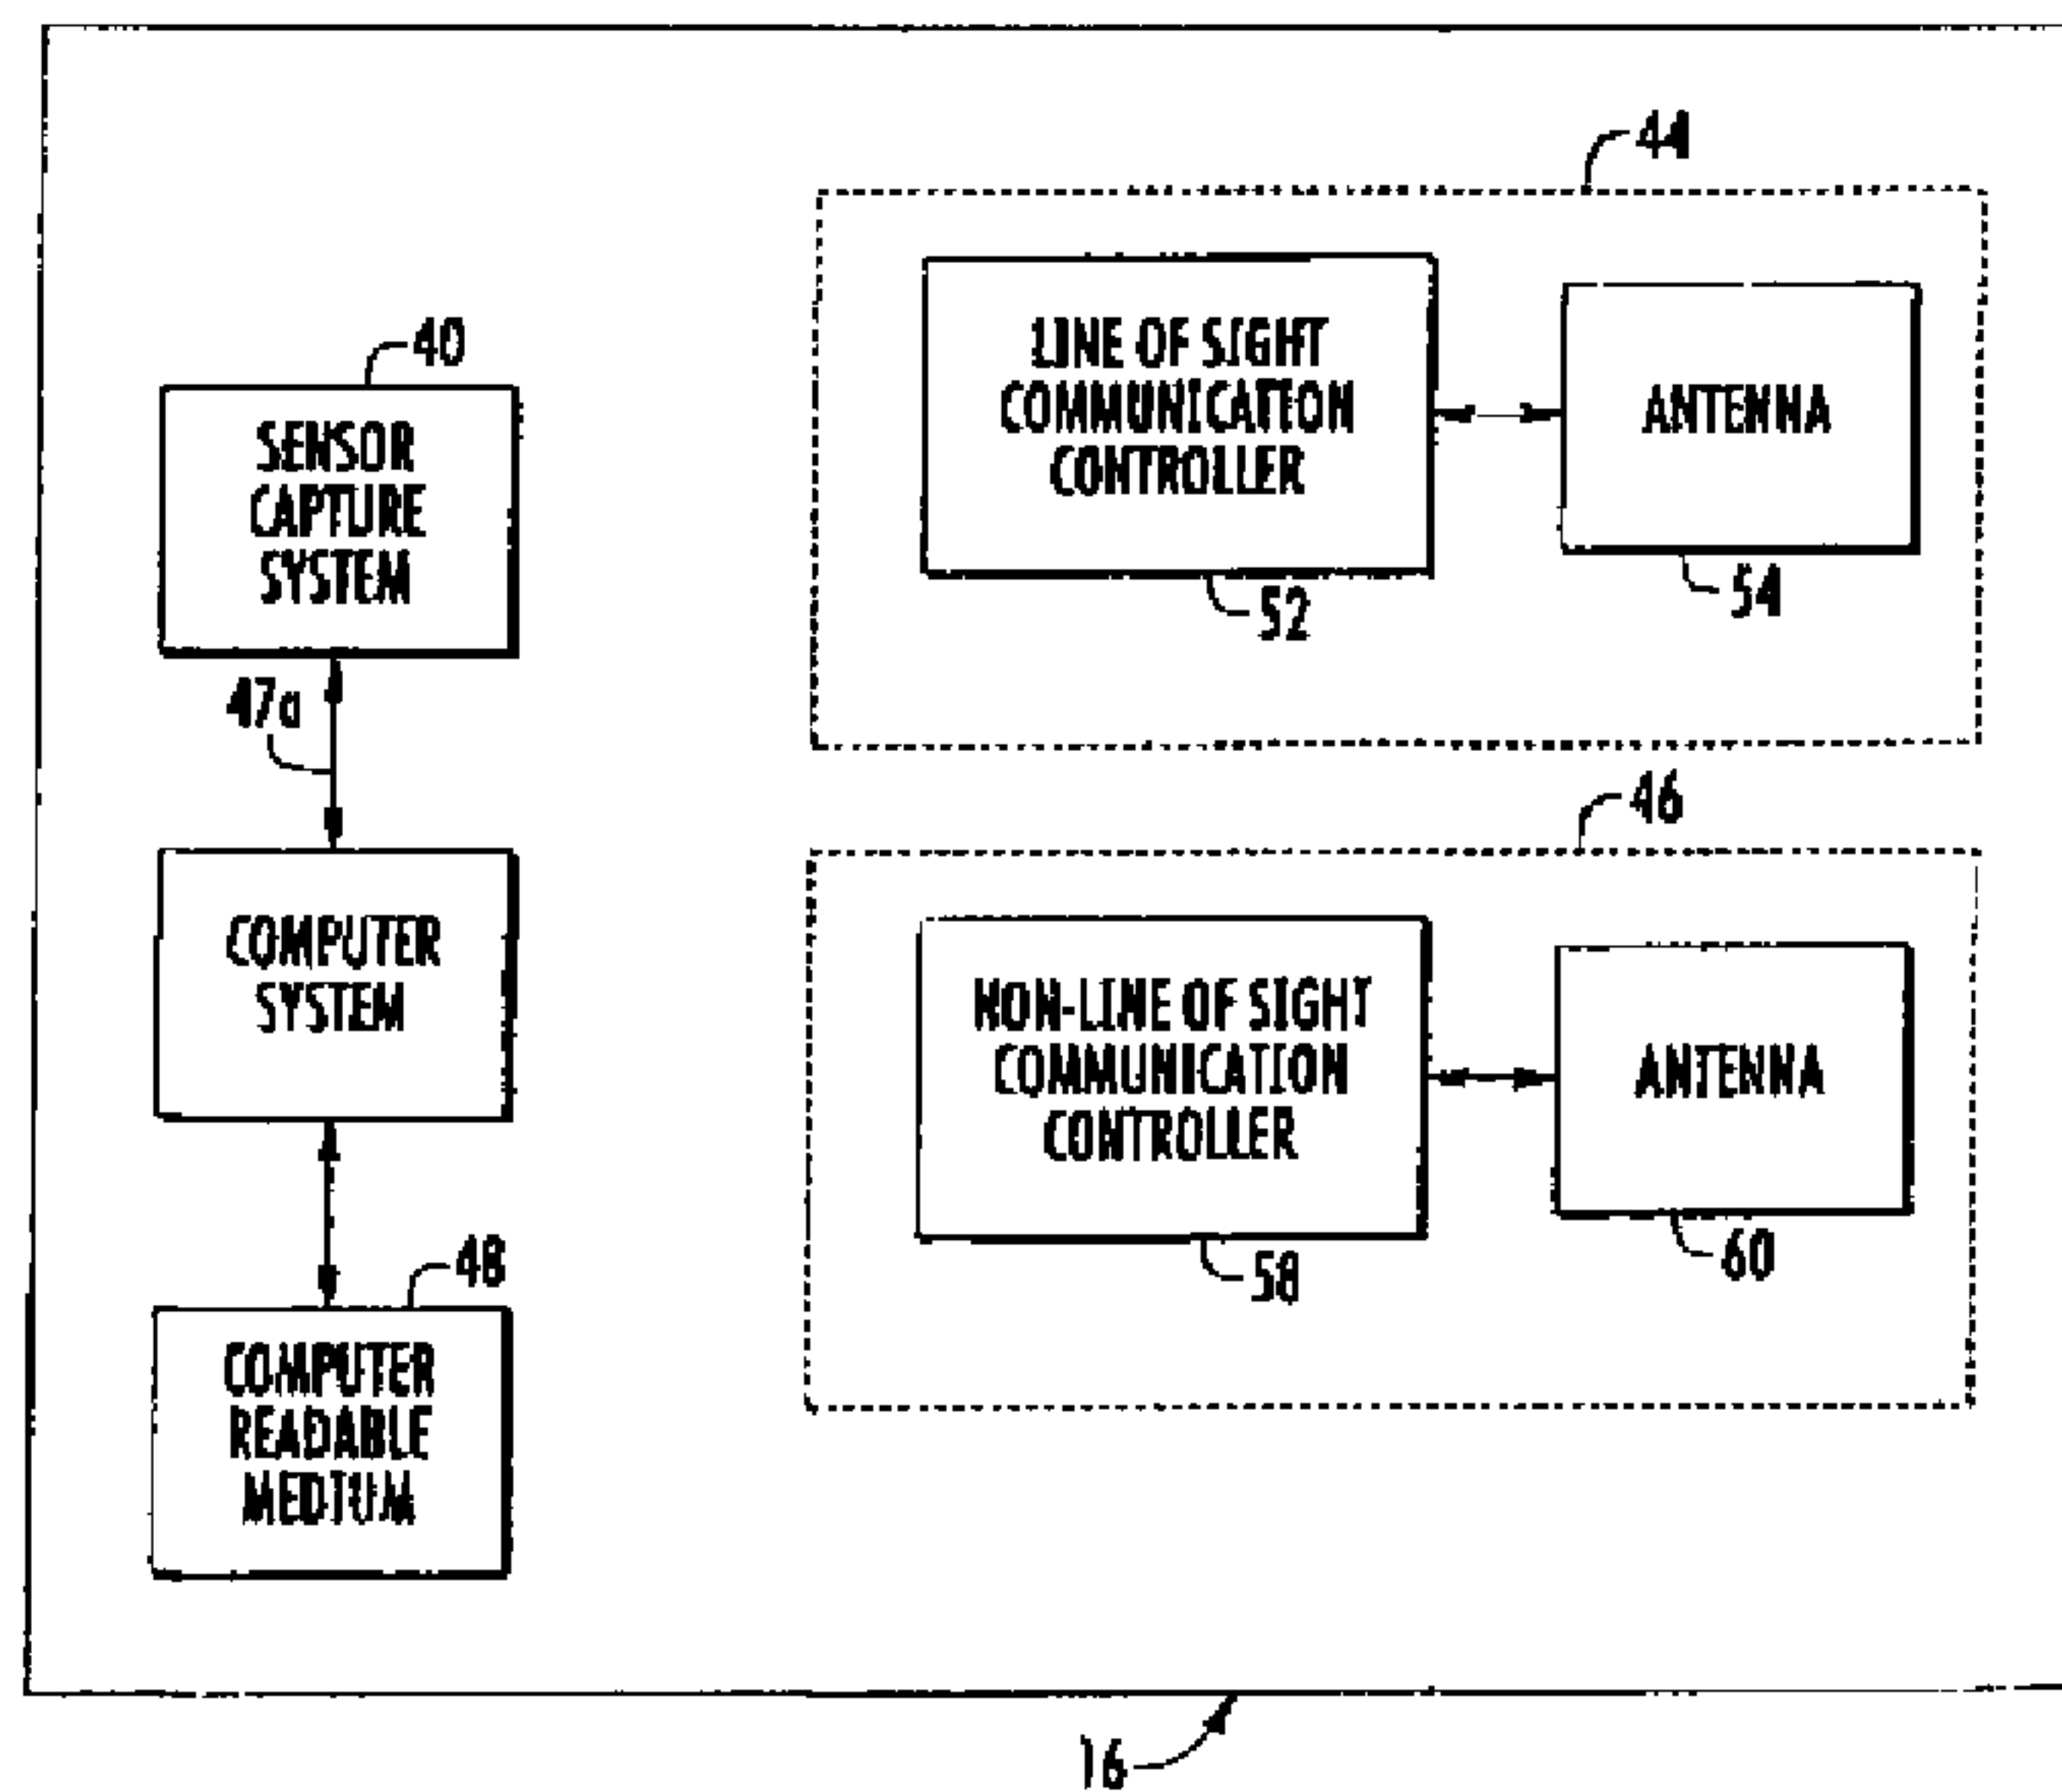 44
40
LINE OF SIGHT
COMMUNICATION
CONTROLLER
ANTENNA
SENSOR
CAPTURE
SYSTEM
52
54
47a
46
COMPUTER
SYSTEM
NON-LINE OF SIGHT
COMMUNICATION
CONTROLLER
ANTENNA
48
58
60
COMPUTER
READABLE
MEDIUM
16